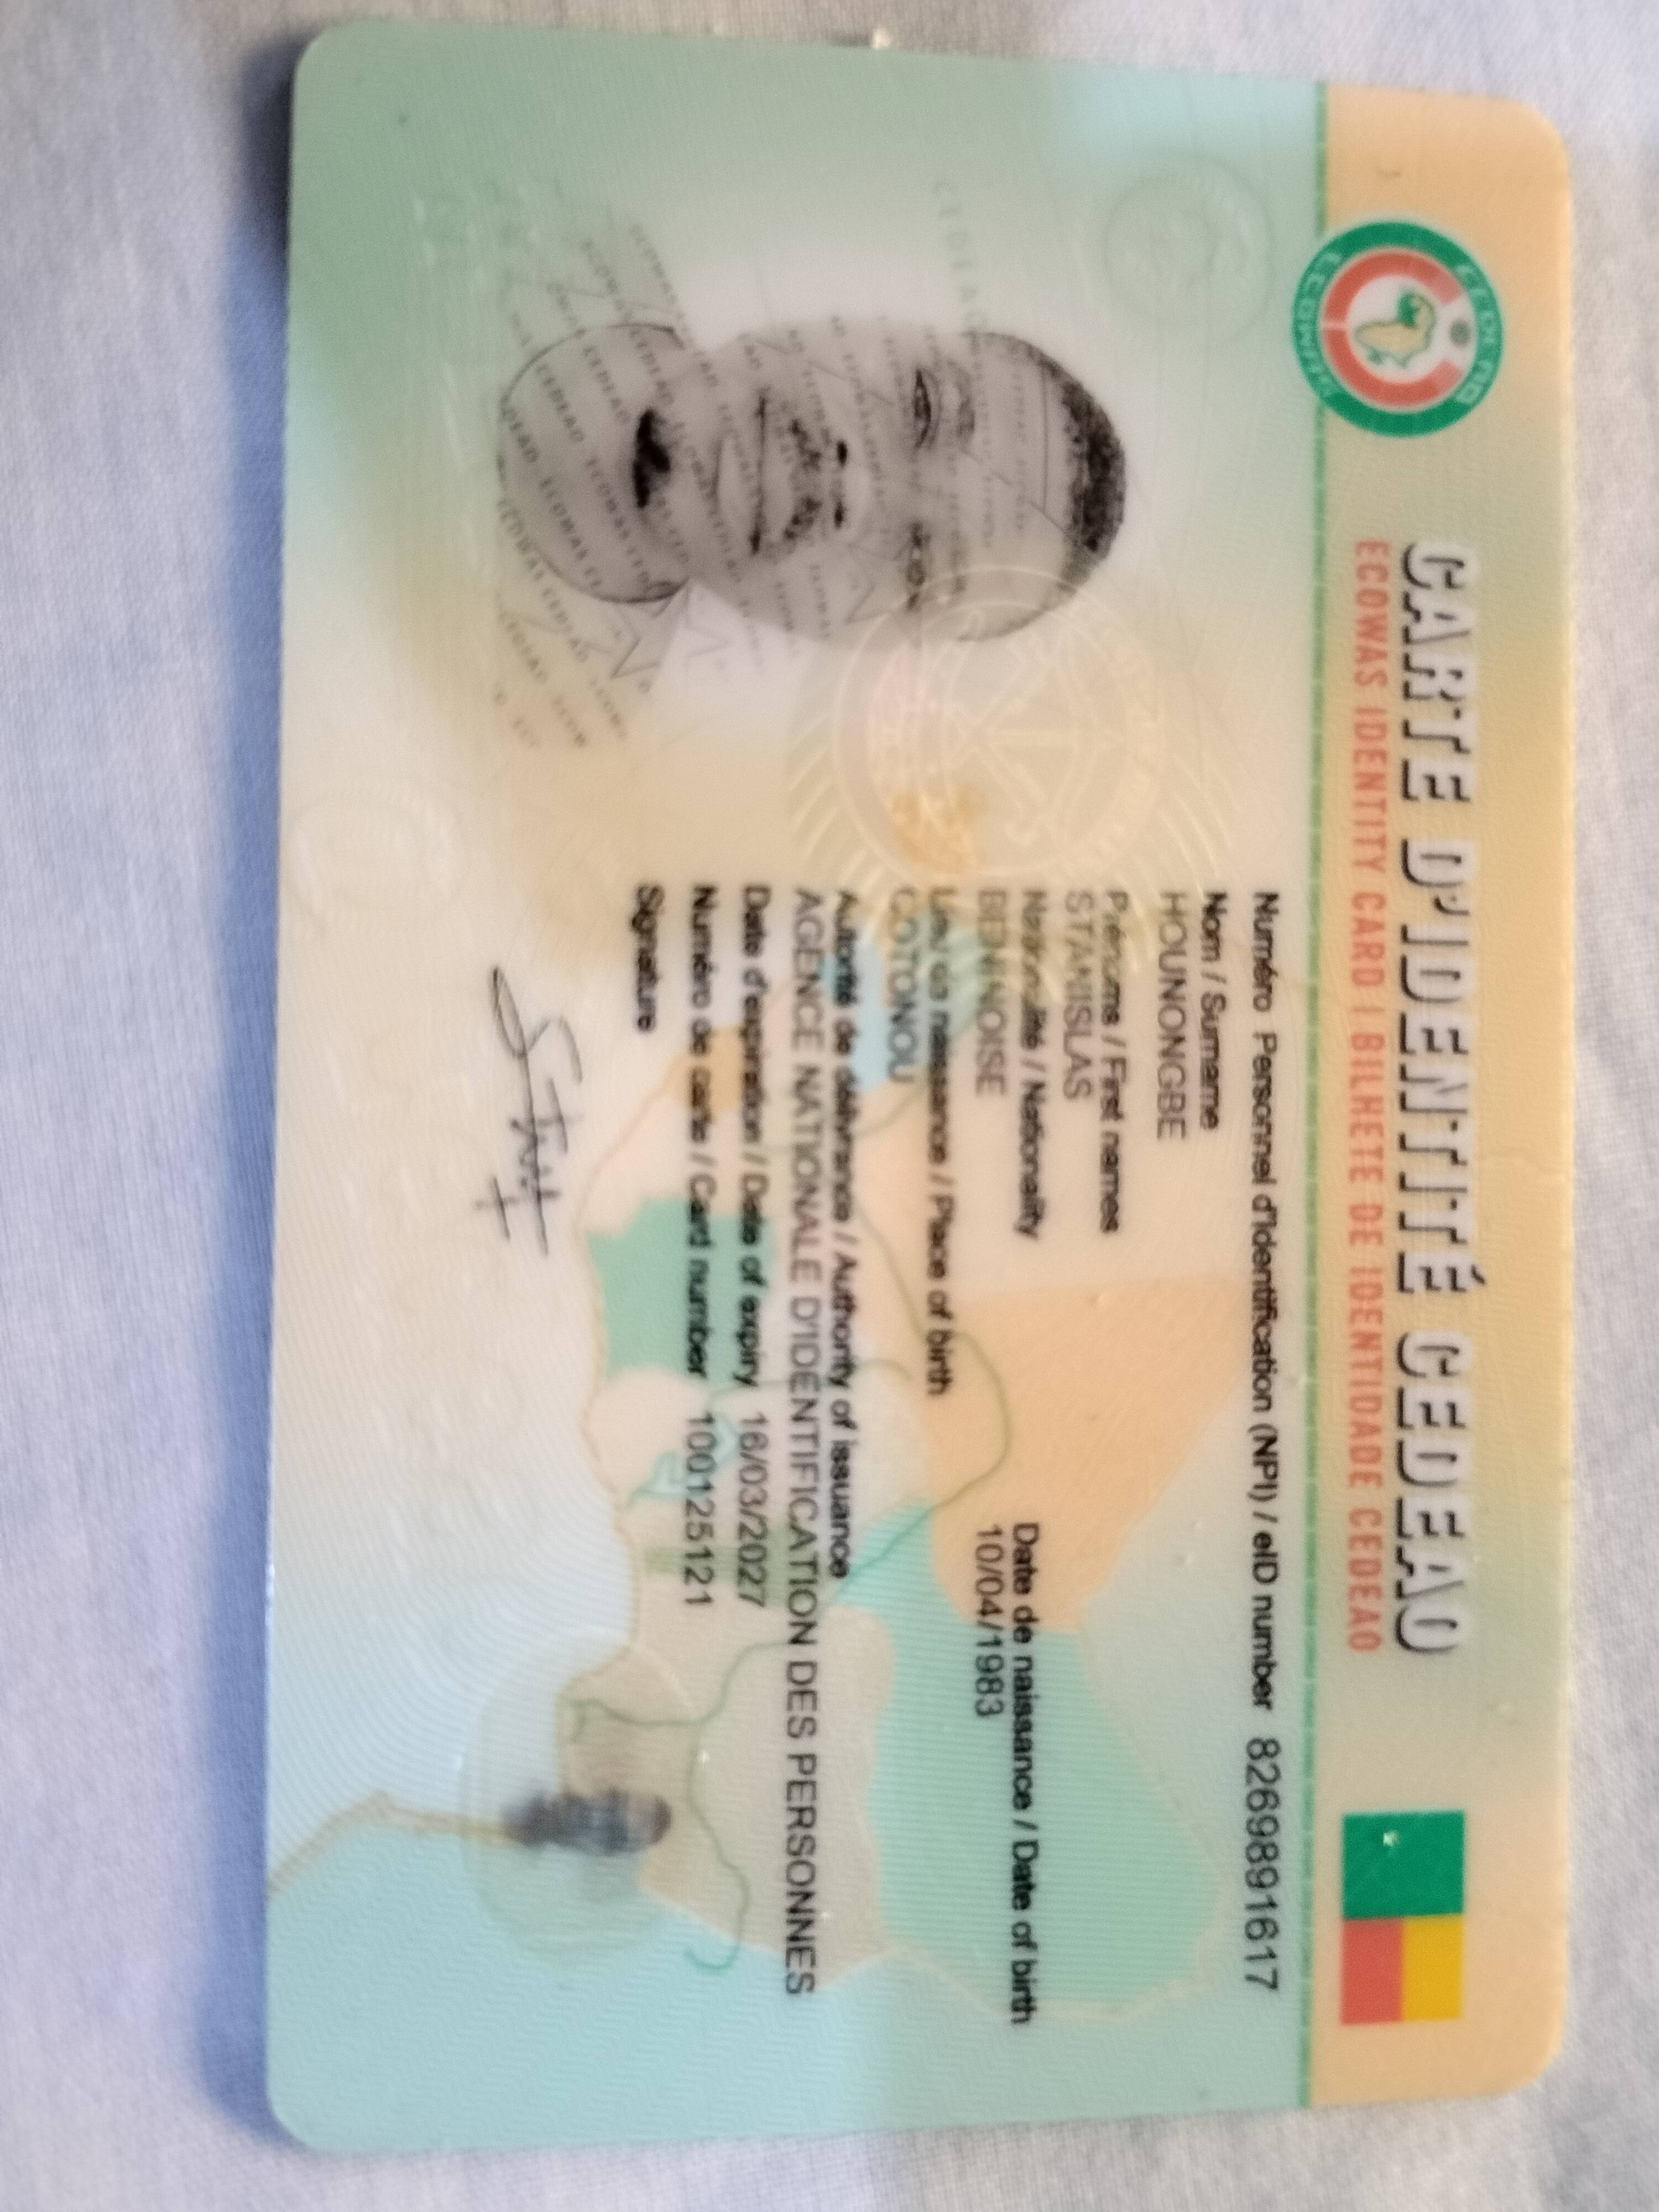 CARTE D'IDENTITÉ CEDEAO
ECOWAS IDENTITY CARD | BILHETE DE IDENTIDADE CEDEAO
Numéro Personnel d'Identification (NPI) / eID number 8269891617
Nom / Surname
HOUNONGBE
Prénoms / First names
STANISLAS
Nationalité / Nationality
BENINOISE
Date de naissance / Date of birth
10/04/1983
Lieu de naissance / Place of birth
COTONOU
Autorité de délivrance / Authority of issuance
AGENCE NATIONALE D'IDENTIFICATION DES PERSONNES
Date d'expiration / Date of expiry 16/03/2027
Numéro de carte / Card number 1001251211
Signature